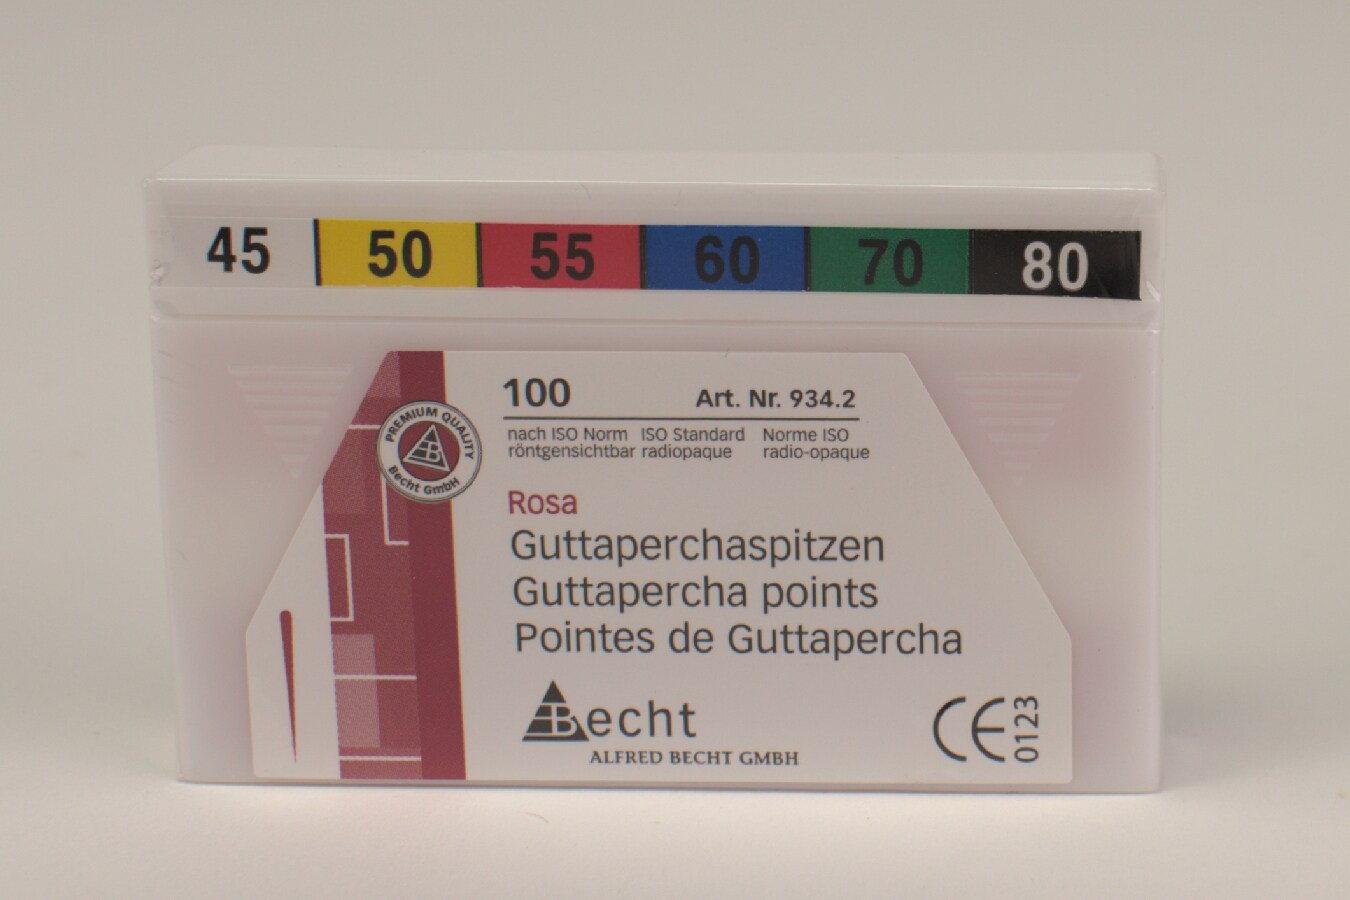 45 50 55 60 70 80
100 Art. Nr. 934.2
nach ISO Norm ISO Standard Norme ISO
röntgensichtbar radiopaque radio-opaque
PREMIUM QUALITY
B
Becht GmbH
Rosa
Guttaperchaspitzen
Guttapercha points
Pointes de Guttapercha
Becht
ALFRED BECHT GMBH
CE 0123